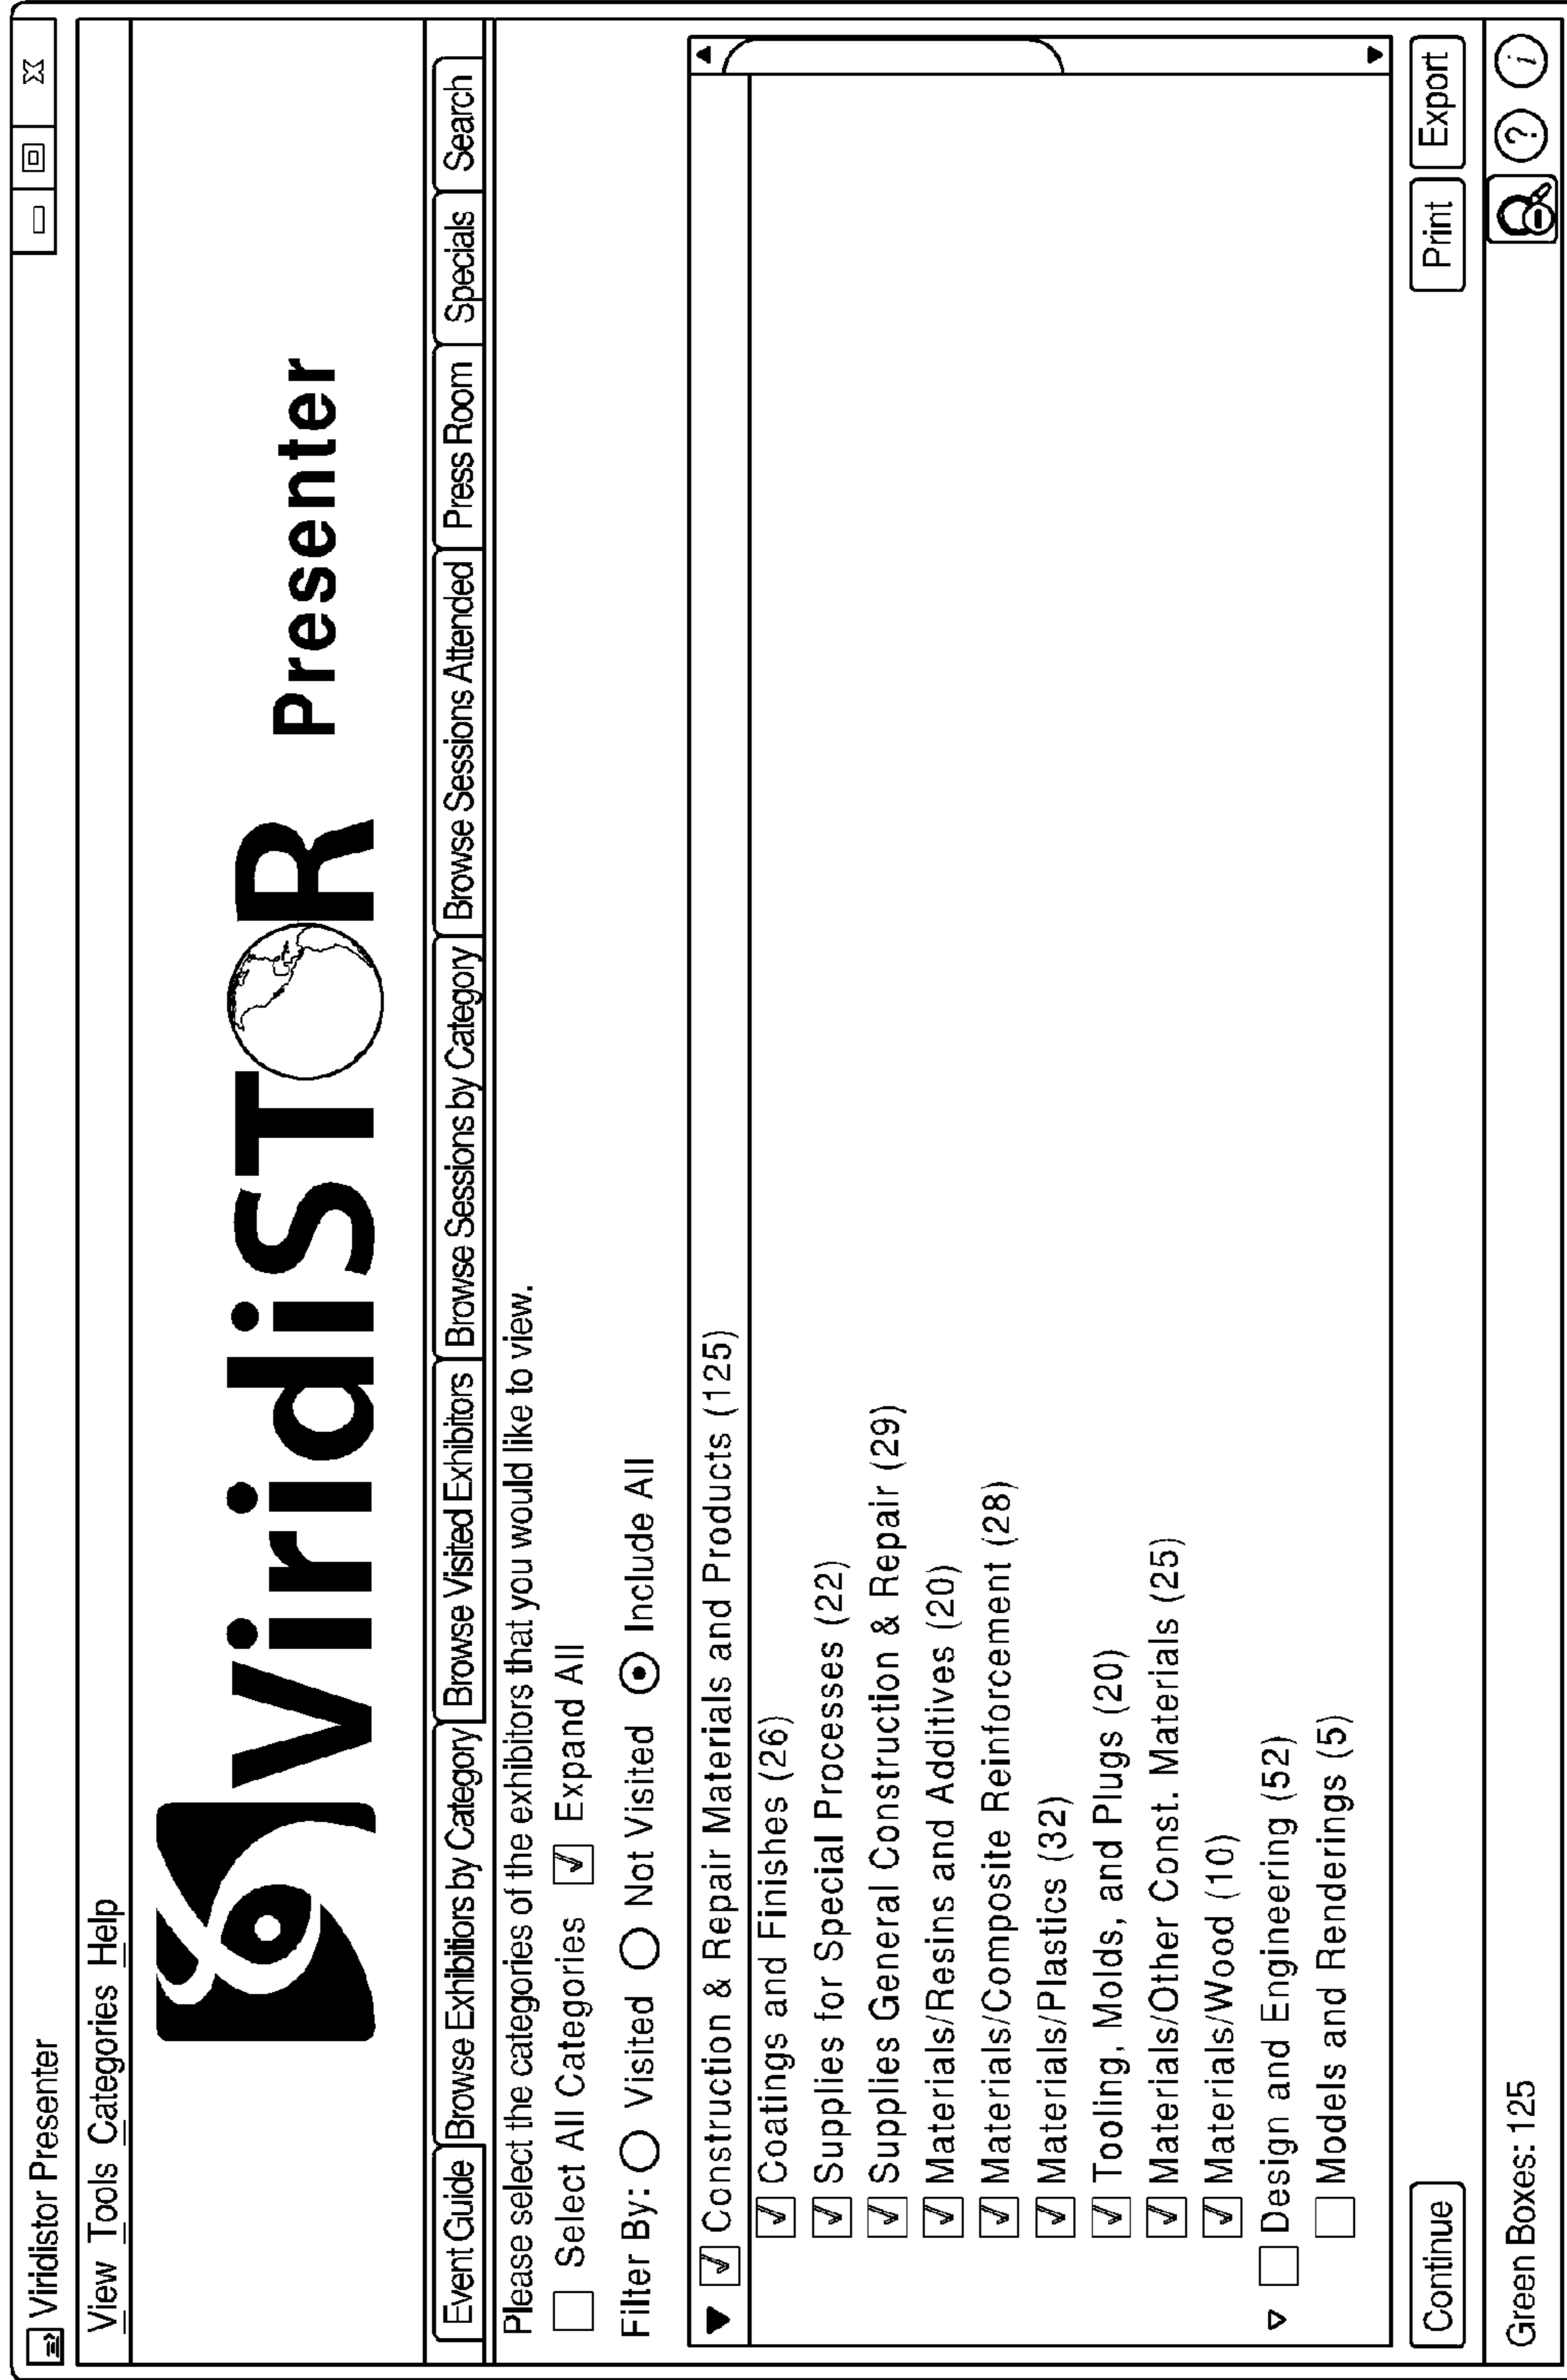 Viridistor Presenter
View Tools Categories Help
ViridiSTOR Presenter
Event Guide Browse Exhibitiors by Category Browse Visited Exhibitors Browse Sessions by Category Browse Sessions Attended Press Room Specials Search
Please select the categories of the exhibitors that you would like to view.
Select All Categories Expand All
Filter By: Visited Not Visited Include All
Construction & Repair Materials and Products (125)
Coatings and Finishes (26)
Supplies for Special Processes (22)
Supplies General Construction & Repair (29)
Materials/Resins and Additives (20)
Materials/Composite Reinforcement (28)
Materials/Plastics (32)
Tooling, Molds, and Plugs (20)
Materials/Other Const. Materials (25)
Materials/Wood (10)
Design and Engineering (52)
Models and Renderings (5)
Continue Print Export
Green Boxes: 125 ? i